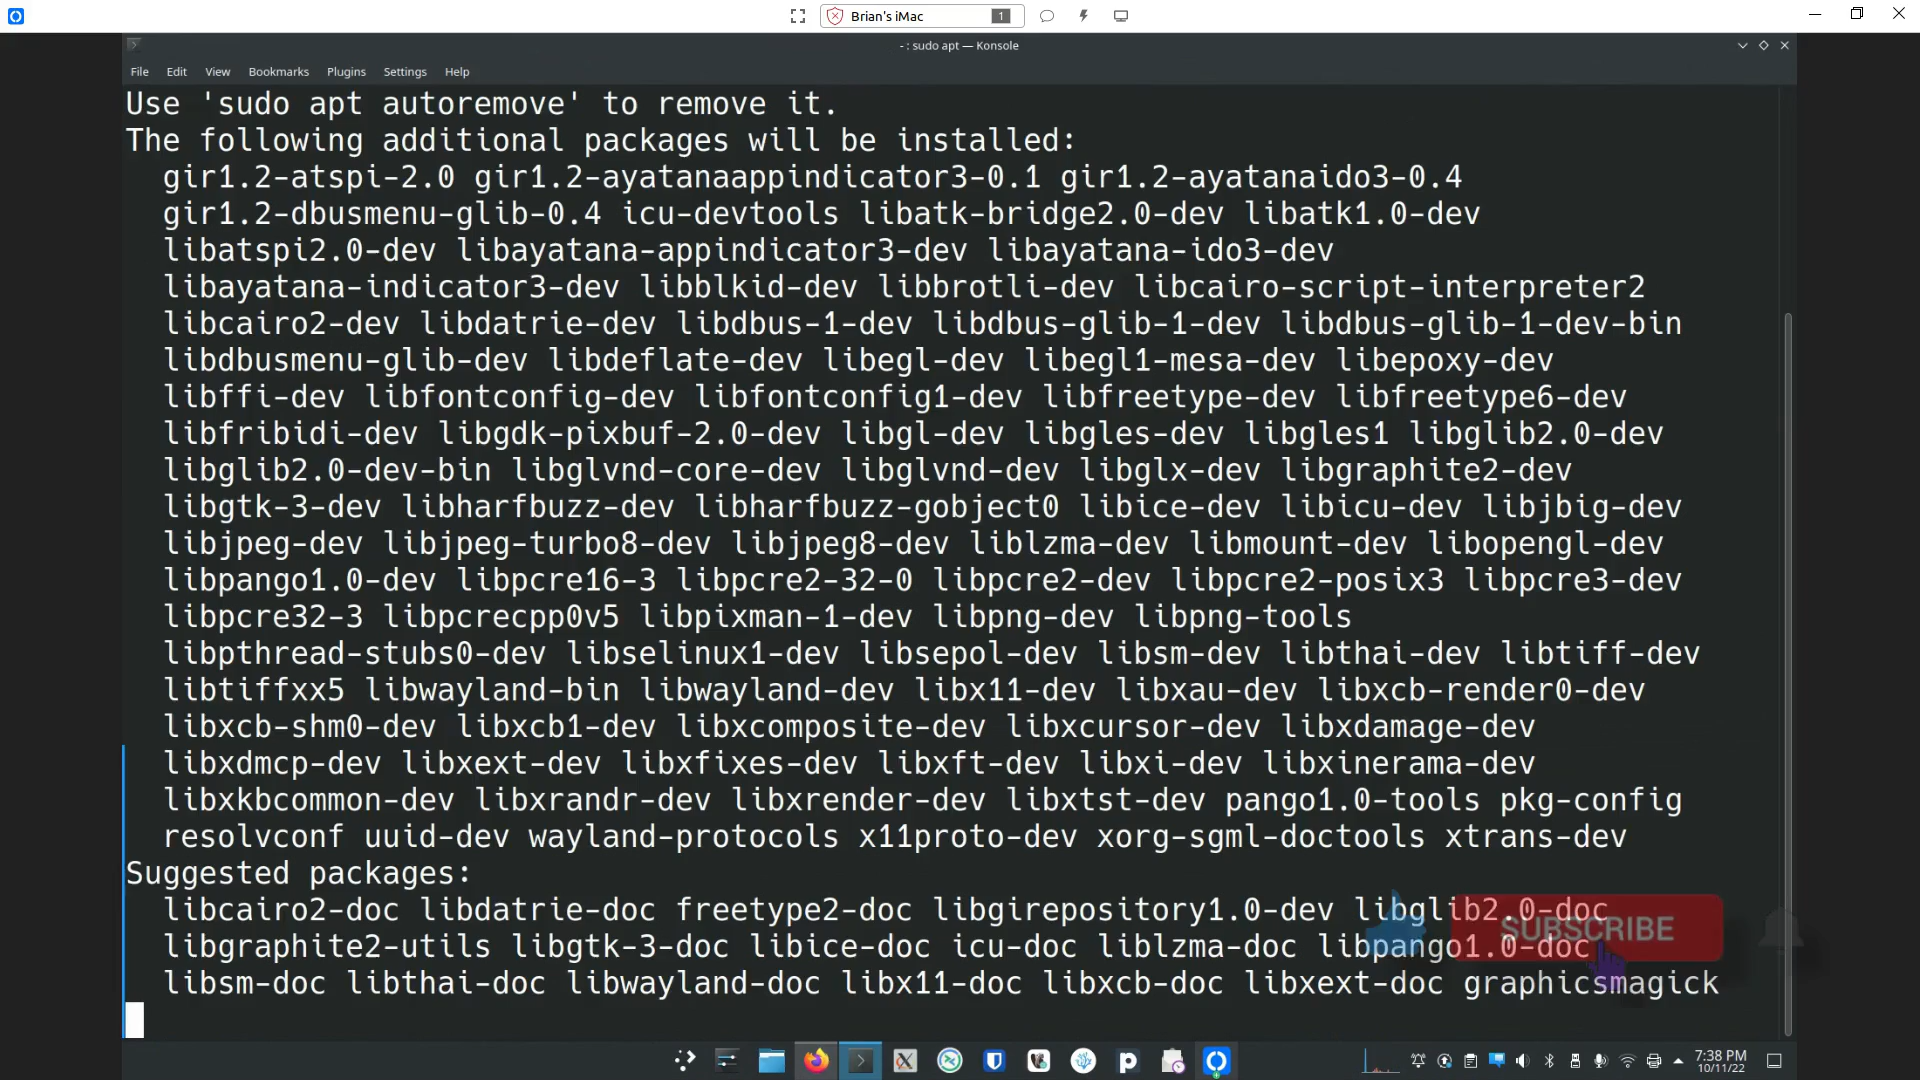 Brian's iMac 1
- : sudo apt — Konsole
File Edit View Bookmarks Plugins Settings Help
Use 'sudo apt autoremove' to remove it.
The following additional packages will be installed:
gir1.2-atspi-2.0 gir1.2-ayatanaappindicator3-0.1 gir1.2-ayatanaido3-0.4
gir1.2-dbusmenu-glib-0.4 icu-devtools libatk-bridge2.0-dev libatk1.0-dev
libatspi2.0-dev libayatana-appindicator3-dev libayatana-ido3-dev
libayatana-indicator3-dev libblkid-dev libbrotli-dev libcairo-script-interpreter2
libcairo2-dev libdatrie-dev libdbus-1-dev libdbus-glib-1-dev libdbus-glib-1-dev-bin
libdbusmenu-glib-dev libdeflate-dev libegl-dev libegl1-mesa-dev libepoxy-dev
libffi-dev libfontconfig-dev libfontconfig1-dev libfreetype-dev libfreetype6-dev
libfribidi-dev libgdk-pixbuf-2.0-dev libgl-dev libgles-dev libgles1 libglib2.0-dev
libglib2.0-dev-bin libglvnd-core-dev libglvnd-dev libglx-dev libgraphite2-dev
libgtk-3-dev libharfbuzz-dev libharfbuzz-gobject0 libice-dev libicu-dev libjbig-dev
libjpeg-dev libjpeg-turbo8-dev libjpeg8-dev liblzma-dev libmount-dev libopengl-dev
libpango1.0-dev libpcre16-3 libpcre2-32-0 libpcre2-dev libpcre2-posix3 libpcre3-dev
libpcre32-3 libpcrecpp0v5 libpixman-1-dev libpng-dev libpng-tools
libpthread-stubs0-dev libselinux1-dev libsepol-dev libsm-dev libthai-dev libtiff-dev
libtiffxx5 libwayland-bin libwayland-dev libx11-dev libxau-dev libxcb-render0-dev
libxcb-shm0-dev libxcb1-dev libxcomposite-dev libxcursor-dev libxdamage-dev
libxdmcp-dev libxext-dev libxfixes-dev libxft-dev libxi-dev libxinerama-dev
libxkbcommon-dev libxrandr-dev libxrender-dev libxtst-dev pango1.0-tools pkg-config
resolvconf uuid-dev wayland-protocols x11proto-dev xorg-sgml-doctools xtrans-dev
Suggested packages:
libcairo2-doc libdatrie-doc freetype2-doc libgirepository1.0-dev libglib2.0-doc
SUBSCRIBE
libgraphite2-utils libgtk-3-doc libice-doc icu-doc liblzma-doc libpango1.0-doc
libsm-doc libthai-doc libwayland-doc libx11-doc libxcb-doc libxext-doc graphicsmagick
7:38 PM
10/11/22